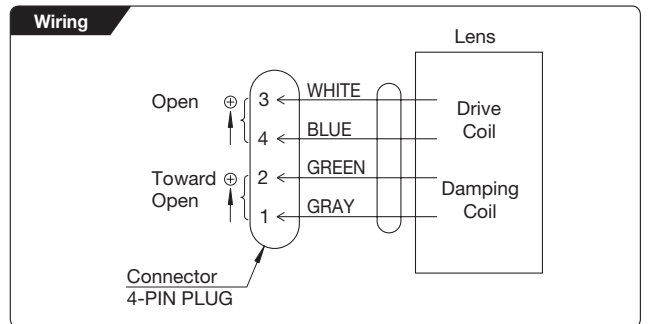 Wiring
Lens
Open ⊕ 3 WHITE
Drive
Coil
4 BLUE
Toward ⊕ 2 GREEN
Open
Damping
Coil
1 GRAY
Connector
4-PIN PLUG